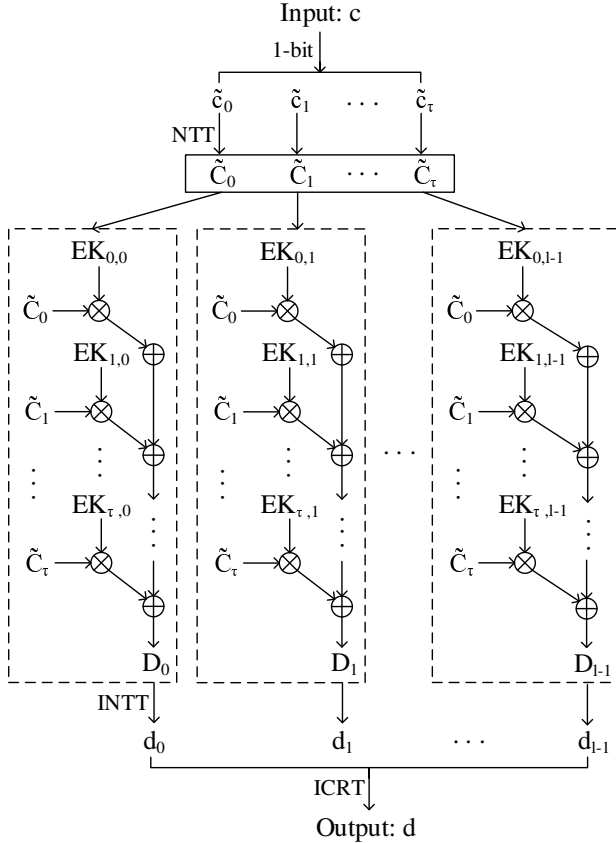 Input: c
1-bit
c̃₀ c̃₁ · · · c̃τ
NTT
C̃₀ C̃₁ · · · C̃τ
EK₀,₀ EK₀,₁ EK₀,l-1
C̃₀ C̃₀ C̃₀
EK₁,₀ EK₁,₁ EK₁,l-1
C̃₁ C̃₁ C̃₁
· · ·
EKτ,₀ EKτ,₁ EKτ,l-1
C̃τ C̃τ C̃τ
D₀ D₁ Dl-1
INTT
d₀ d₁ · · · dl-1
ICRT
Output: d